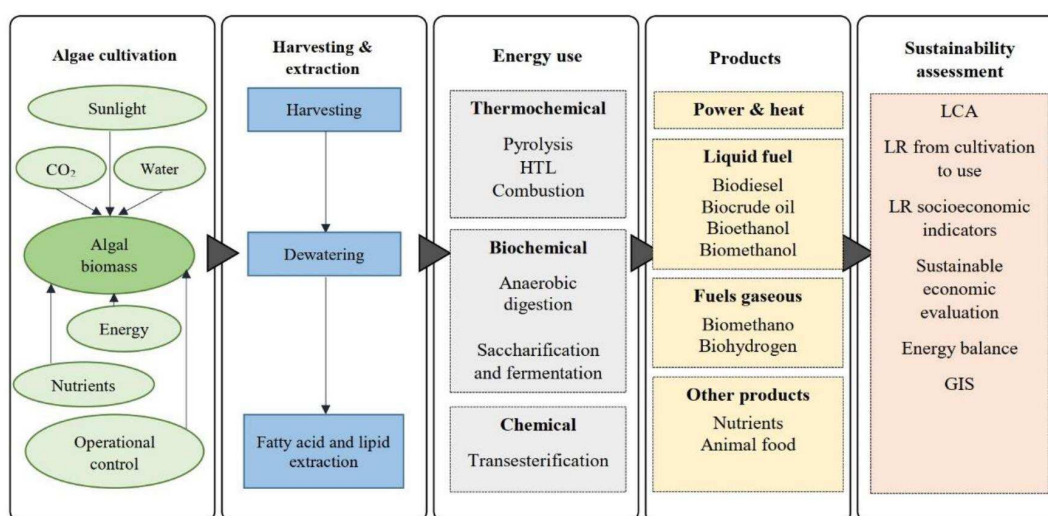 Algae cultivation
Sunlight
CO₂
Water
Algal
biomass
Energy
Nutrients
Operational
control
Harvesting &
extraction
Harvesting
Dewatering
Fatty acid and lipid
extraction
Energy use
Thermochemical
Pyrolysis
HTL
Combustion
Biochemical
Anaerobic
digestion
Saccharification
and fermentation
Chemical
Transesterification
Products
Power & heat
Liquid fuel
Biodiesel
Biocrude oil
Bioethanol
Biomethanol
Fuels gaseous
Biomethano
Biohydrogen
Other products
Nutrients
Animal food
Sustainability
assessment
LCA
LR from cultivation
to use
LR socioeconomic
indicators
Sustainable
economic
evaluation
Energy balance
GIS